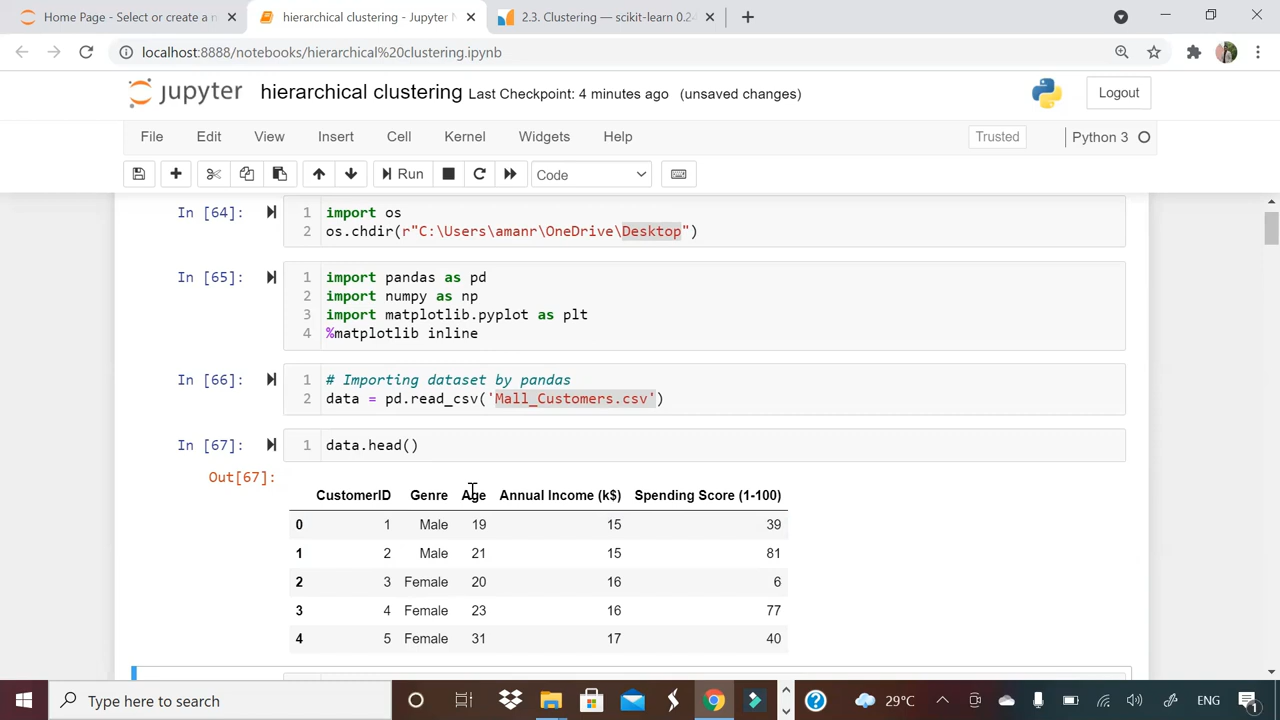 Home Page - Select or create a n
hierarchical clustering - Jupyter N
2.3. Clustering — scikit-learn 0.2
localhost:8888/notebooks/hierarchical%20clustering.ipynb
jupyter hierarchical clustering Last Checkpoint: 4 minutes ago (unsaved changes) Logout
File Edit View Insert Cell Kernel Widgets Help Trusted Python 3
Run Code
In [64]: 1 import os
2 os.chdir(r"C:\Users\amanr\OneDrive\Desktop")
In [65]: 1 import pandas as pd
2 import numpy as np
3 import matplotlib.pyplot as plt
4 %matplotlib inline
In [66]: 1 # Importing dataset by pandas
2 data = pd.read_csv('Mall_Customers.csv')
In [67]: 1 data.head()
Out[67]:
CustomerID Genre Age Annual Income (k$) Spending Score (1-100)
0 1 Male 19 15 39
1 2 Male 21 15 81
2 3 Female 20 16 6
3 4 Female 23 16 77
4 5 Female 31 17 40
Type here to search 29°C ENG 1